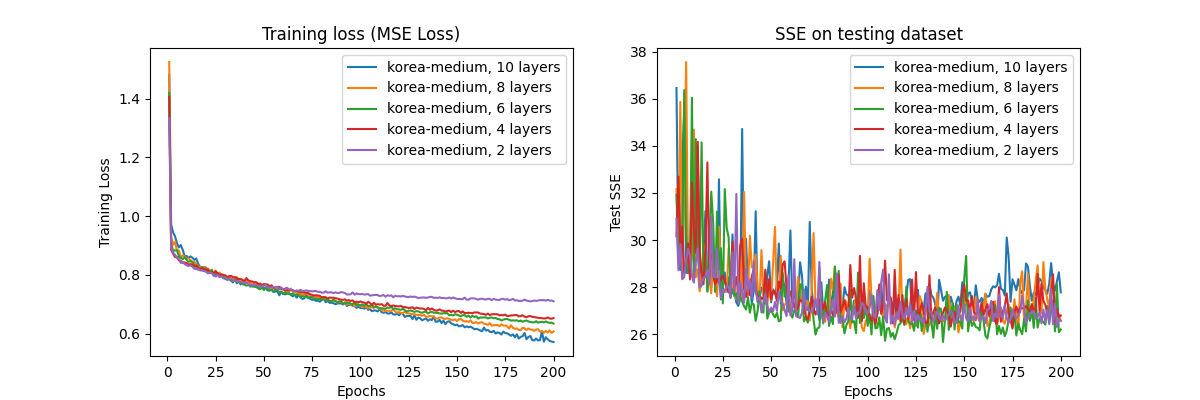 Training loss (MSE Loss)
Training Loss
1.4
1.2
1.0
0.8
0.6
0
25
50
75
100
125
150
175
200
Epochs
korea-medium, 10 layers
korea-medium, 8 layers
korea-medium, 6 layers
korea-medium, 4 layers
korea-medium, 2 layers
SSE on testing dataset
Test SSE
38
36
34
32
30
28
26
0
25
50
75
100
125
150
175
200
Epochs
korea-medium, 10 layers
korea-medium, 8 layers
korea-medium, 6 layers
korea-medium, 4 layers
korea-medium, 2 layers